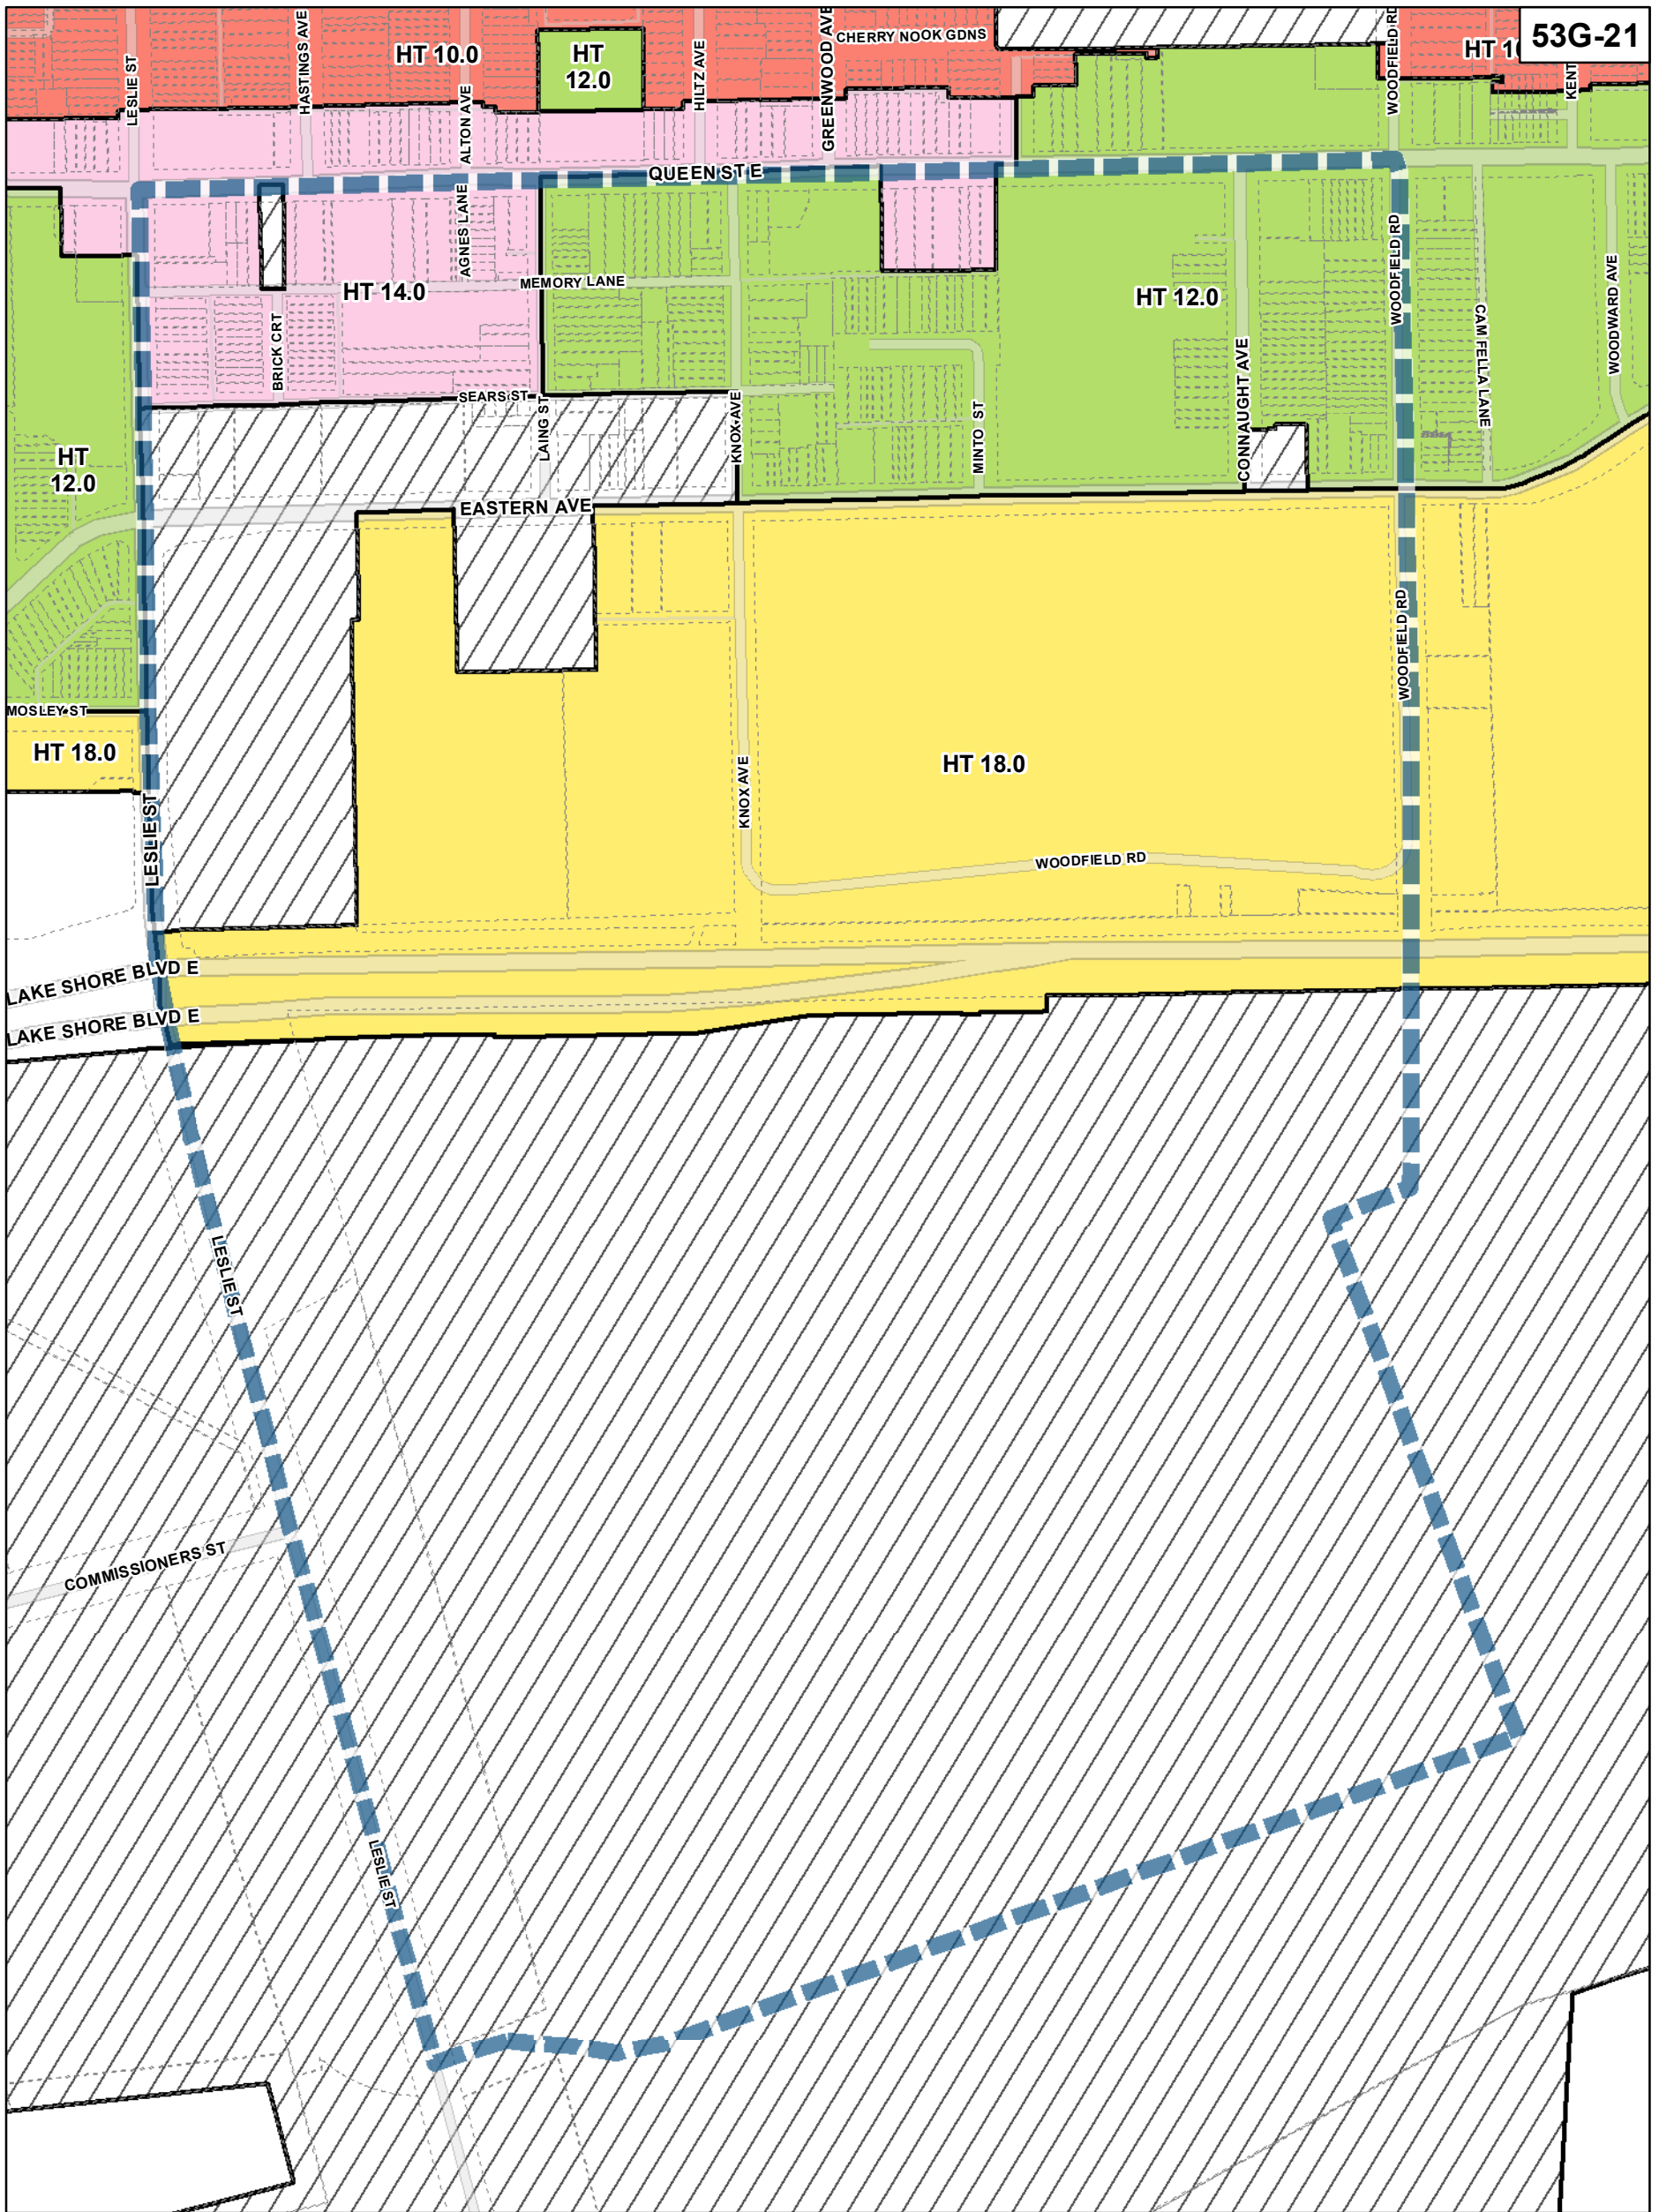 53G-21
CHERRY NOOK GDNS
HT 10.0
HT
12.0
HT 10
LESLIE ST
HASTINGS AVE
ALTON AVE
HILTZ AVE
GREENWOOD AVE
WOODFIELD RD
KENT
QUEEN ST E
AGNES LANE
MEMORY LANE
HT 14.0
HT 12.0
WOODFIELD RD
WOODWARD AVE
BRICK CRT
CAM FELLA LANE
CONNAUGHT AVE
SEARS ST
LAING ST
KNOX AVE
MINTO ST
HT
12.0
EASTERN AVE
WOODFIELD RD
MOSLEY ST
HT 18.0
HT 18.0
KNOX AVE
LESLIE ST
WOODFIELD RD
LAKE SHORE BLVD E
LAKE SHORE BLVD E
LESLIE ST
COMMISSIONERS ST
LESLIE ST